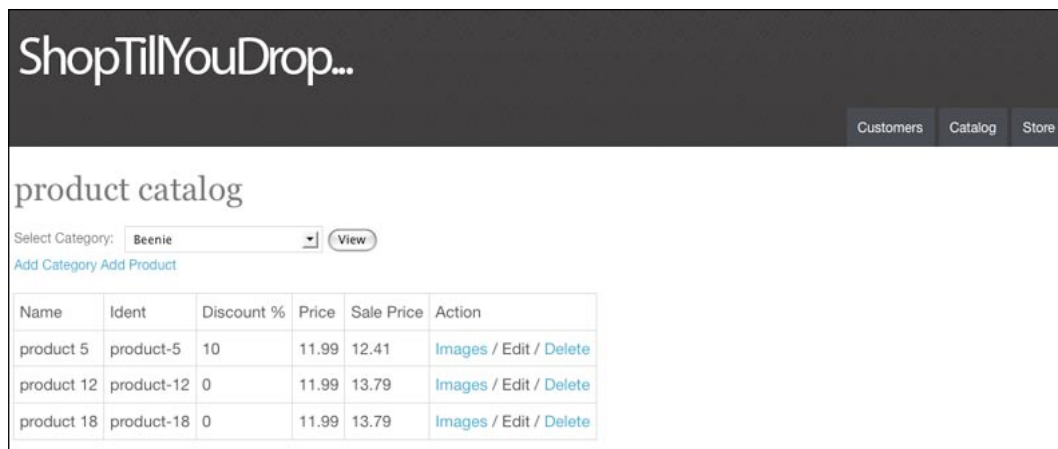 ShopTillYouDrop...
Customers Catalog Store
product catalog
Select Category: Beenie View
Add Category Add Product
Name Ident Discount % Price Sale Price Action
product 5 product-5 10 11.99 12.41 Images / Edit / Delete
product 12 product-12 0 11.99 13.79 Images / Edit / Delete
product 18 product-18 0 11.99 13.79 Images / Edit / Delete